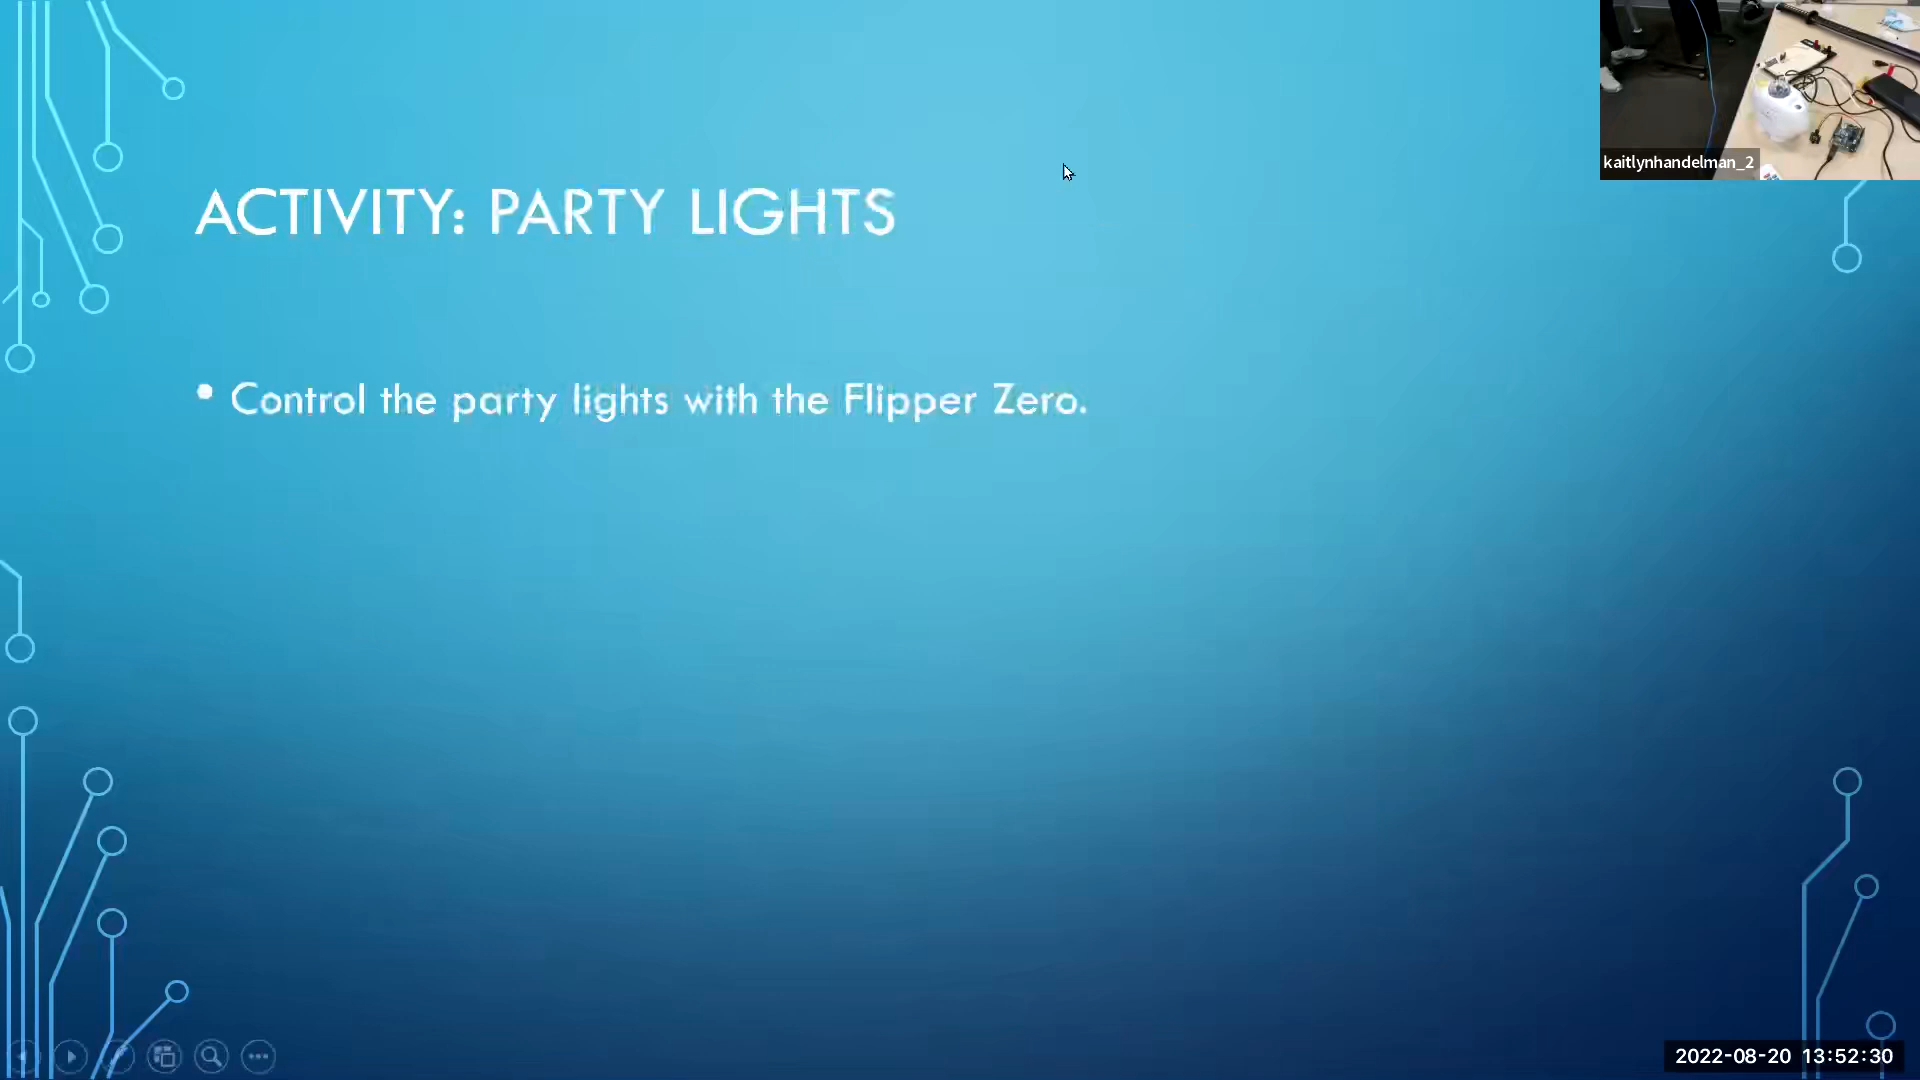 kaitlynhandelman_2
ACTIVITY: PARTY LIGHTS
• Control the party lights with the Flipper Zero.
2022-08-20 13:52:30